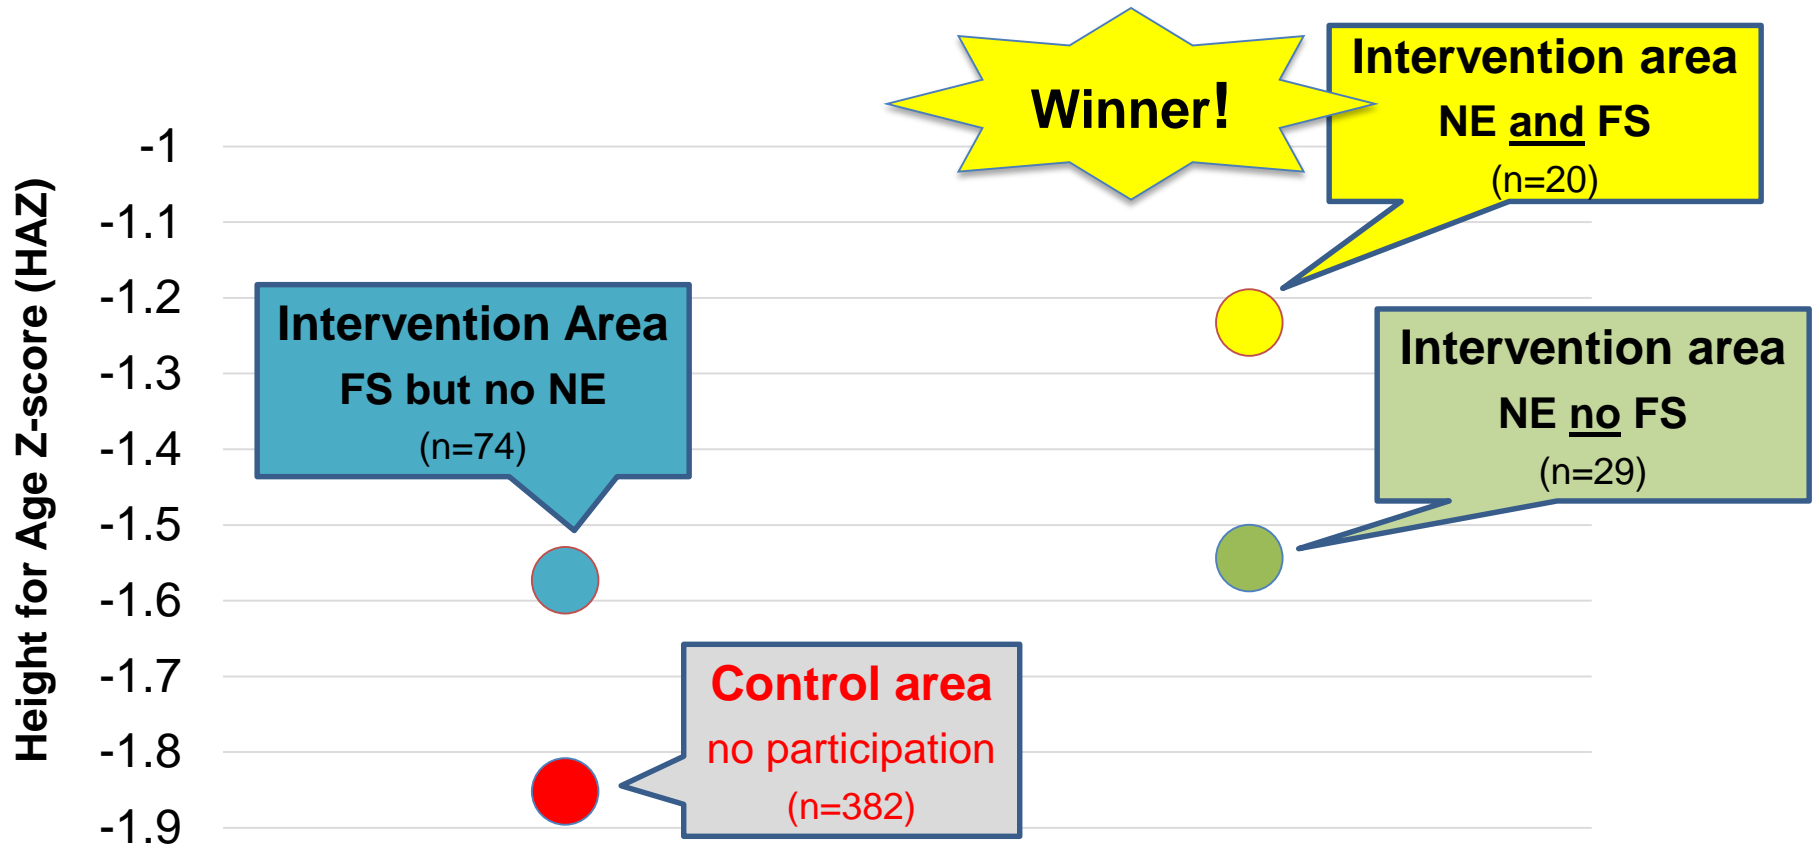 Winner!
Intervention area
NE and FS
(n=20)
Height for Age Z-score (HAZ)
-1
-1.1
-1.2
-1.3
-1.4
-1.5
-1.6
-1.7
-1.8
-1.9
Intervention Area
FS but no NE
(n=74)
Intervention area
NE no FS
(n=29)
Control area
no participation
(n=382)